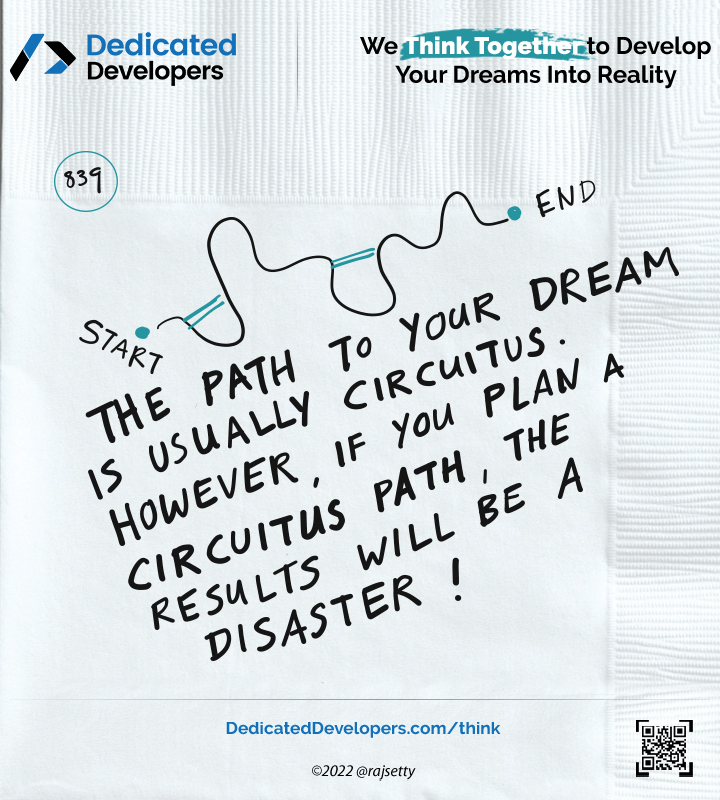 Dedicated
Developers
We Think Together to Develop
Your Dreams Into Reality
839
END
START
THE PATH TO YOUR DREAM
IS USUALLY CIRCUITUS.
HOWEVER, IF YOU PLAN A
CIRCUITUS PATH, THE
RESULTS WILL BE A
DISASTER!
DedicatedDevelopers.com/think
©2022 @rajsetty